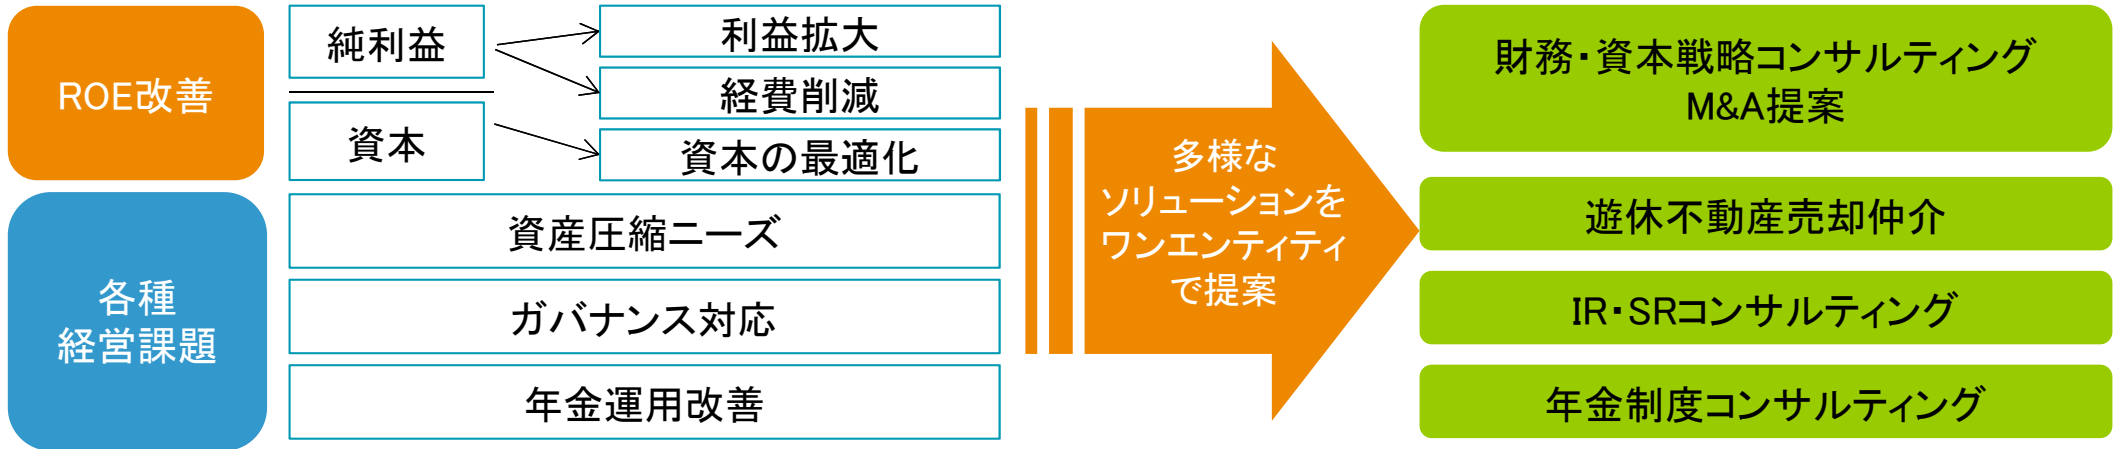 ROE改善
純利益
資本
利益拡大
経費削減
資本の最適化
各種
経営課題
資産圧縮ニーズ
ガバナンス対応
年金運用改善
多様な
ソリューションを
ワンエンティティ
で提案
財務・資本戦略コンサルティング
M&A提案
遊休不動産売却仲介
IR・SRコンサルティング
年金制度コンサルティング